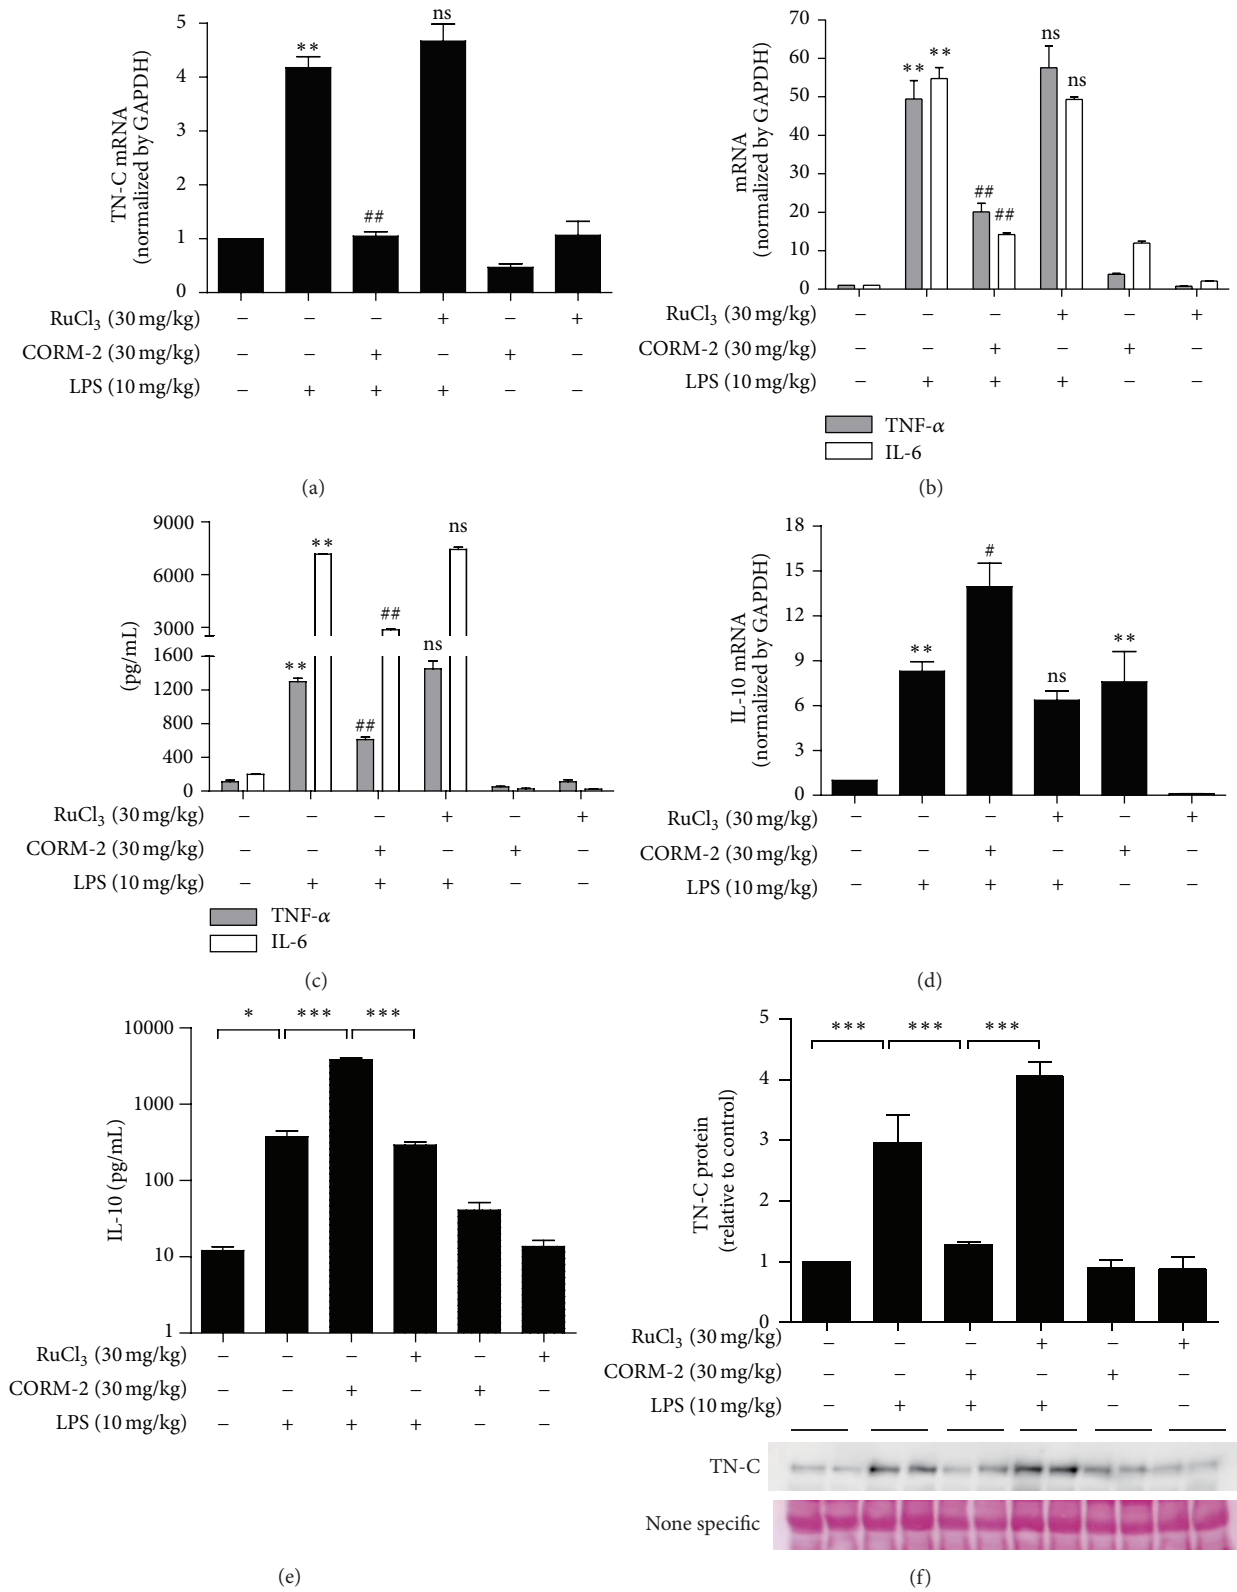 5
4
3
2
1
0
TN-C mRNA
(normalized by GAPDH)
** ## ns
RuCl3 (30 mg/kg) − − − + − +
CORM-2 (30 mg/kg) − − + − + −
LPS (10 mg/kg) − + + + − −
(a)
70
60
50
40
30
20
10
0
mRNA
(normalized by GAPDH)
** ** ## ## ns ns
RuCl3 (30 mg/kg) − − − + − +
CORM-2 (30 mg/kg) − − + − + −
LPS (10 mg/kg) − + + + − −
TNF-α
IL-6
(b)
9000
6000
3000
1600
1200
800
400
0
(pg/mL)
** ** ## ## ns ns
RuCl3 (30 mg/kg) − − − + − +
CORM-2 (30 mg/kg) − − + − + −
LPS (10 mg/kg) − + + + − −
TNF-α
IL-6
(c)
18
15
12
9
6
3
0
IL-10 mRNA
(normalized by GAPDH)
** # ns **
RuCl3 (30 mg/kg) − − − + − +
CORM-2 (30 mg/kg) − − + − + −
LPS (10 mg/kg) − + + + − −
(d)
10000
1000
100
10
1
IL-10 (pg/mL)
* *** ***
RuCl3 (30 mg/kg) − − − + − +
CORM-2 (30 mg/kg) − − + − + −
LPS (10 mg/kg) − + + + − −
(e)
5
4
3
2
1
0
TN-C protein
(relative to control)
*** *** ***
RuCl3 (30 mg/kg) − − − + − +
CORM-2 (30 mg/kg) − − + − + −
LPS (10 mg/kg) − + + + − −
TN-C
None specific
(f)